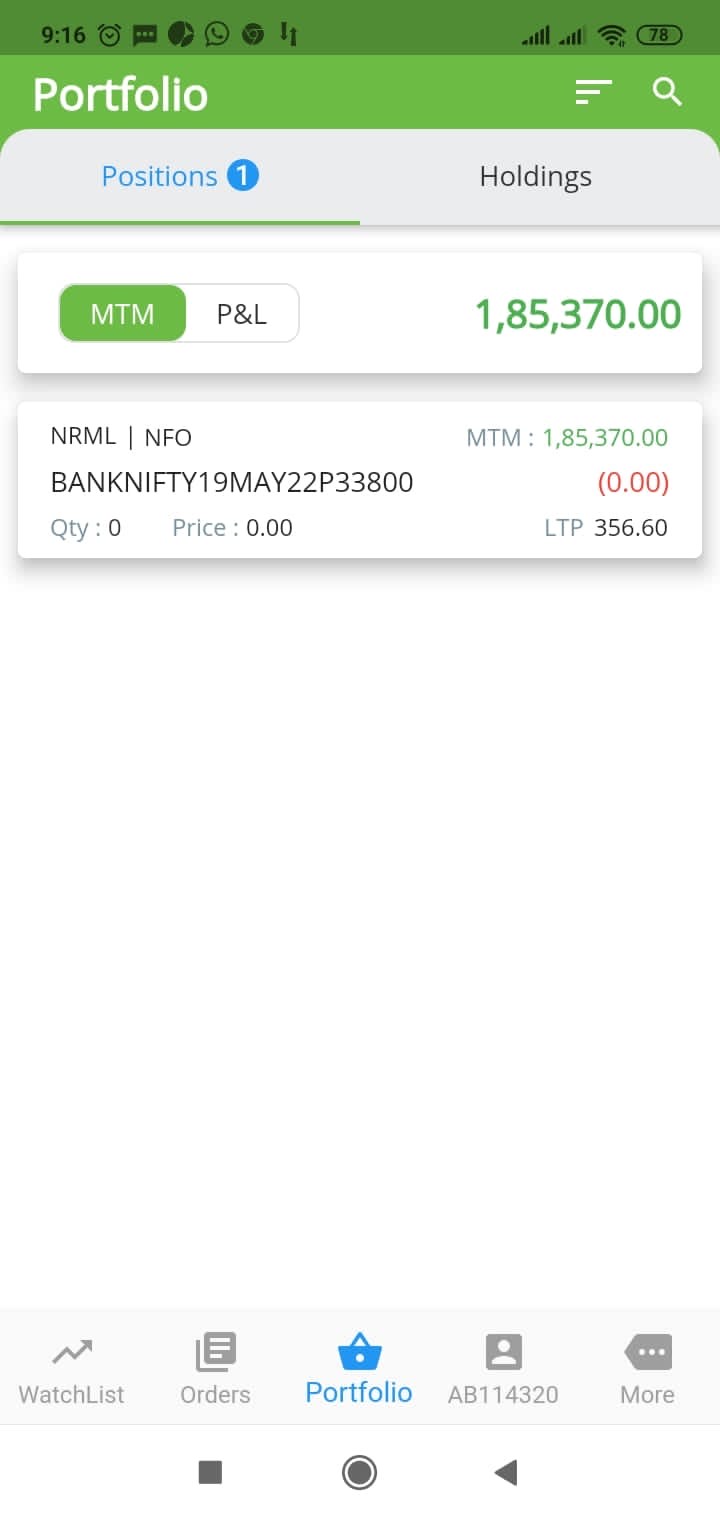 9:16 78
Portfolio
Positions 1 Holdings
MTM P&L 1,85,370.00
NRML | NFO MTM : 1,85,370.00
BANKNIFTY19MAY22P33800 (0.00)
Qty : 0 Price : 0.00 LTP 356.60
WatchList Orders Portfolio AB114320 More